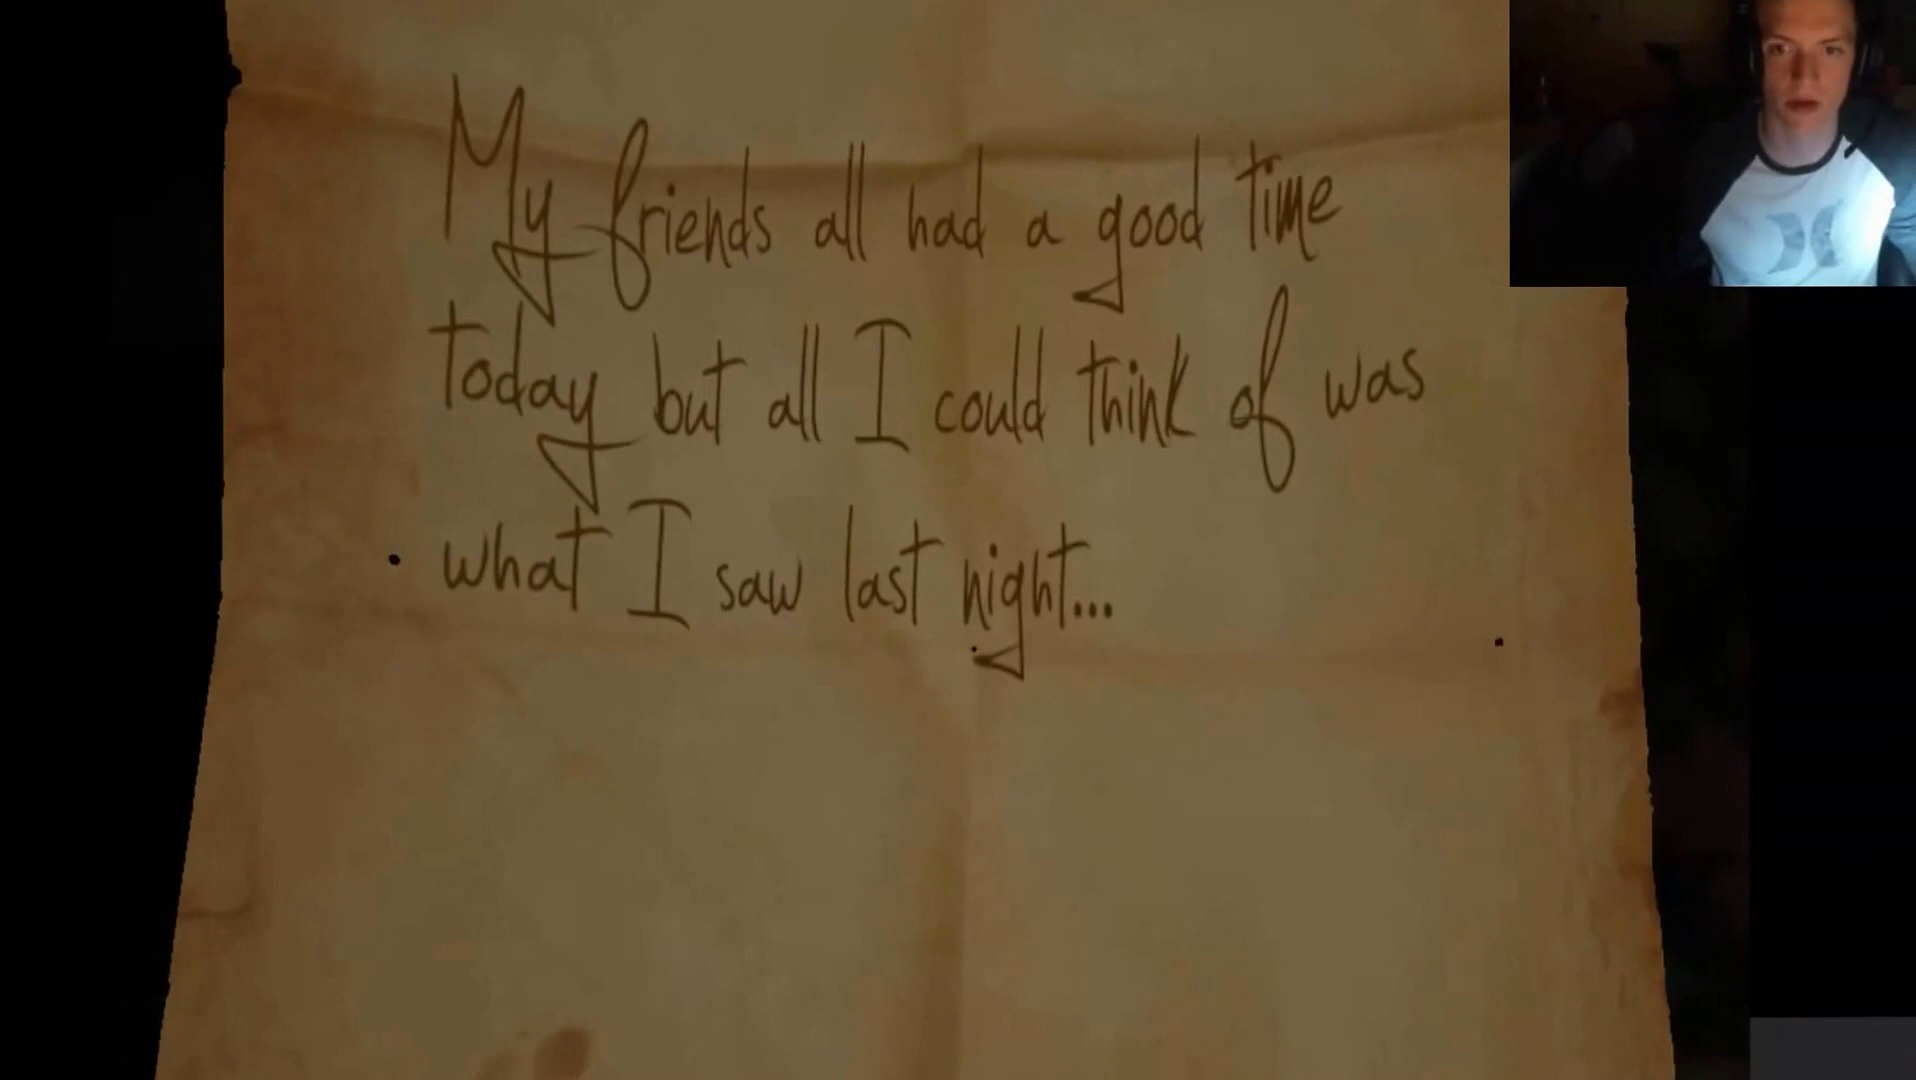 My friends all had a good time
today but all I could think of was
what I saw last night...